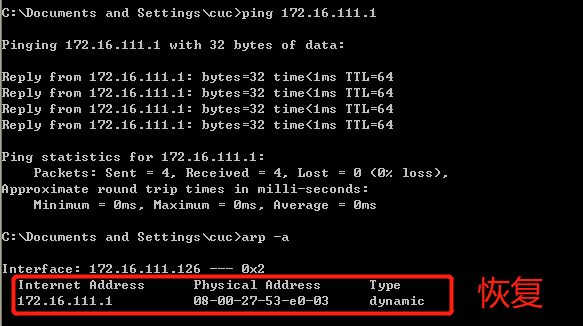 C:\Documents and Settings\cuc>ping 172.16.111.1
Pinging 172.16.111.1 with 32 bytes of data:
Reply from 172.16.111.1: bytes=32 time<1ms TTL=64
Reply from 172.16.111.1: bytes=32 time<1ms TTL=64
Reply from 172.16.111.1: bytes=32 time<1ms TTL=64
Reply from 172.16.111.1: bytes=32 time<1ms TTL=64
Ping statistics for 172.16.111.1:
    Packets: Sent = 4, Received = 4, Lost = 0 (0% loss),
Approximate round trip times in milli-seconds:
    Minimum = 0ms, Maximum = 0ms, Average = 0ms
C:\Documents and Settings\cuc>arp -a
Interface: 172.16.111.126 --- 0x2
  Internet Address      Physical Address      Type
  172.16.111.1          08-00-27-53-e0-03     dynamic
恢复